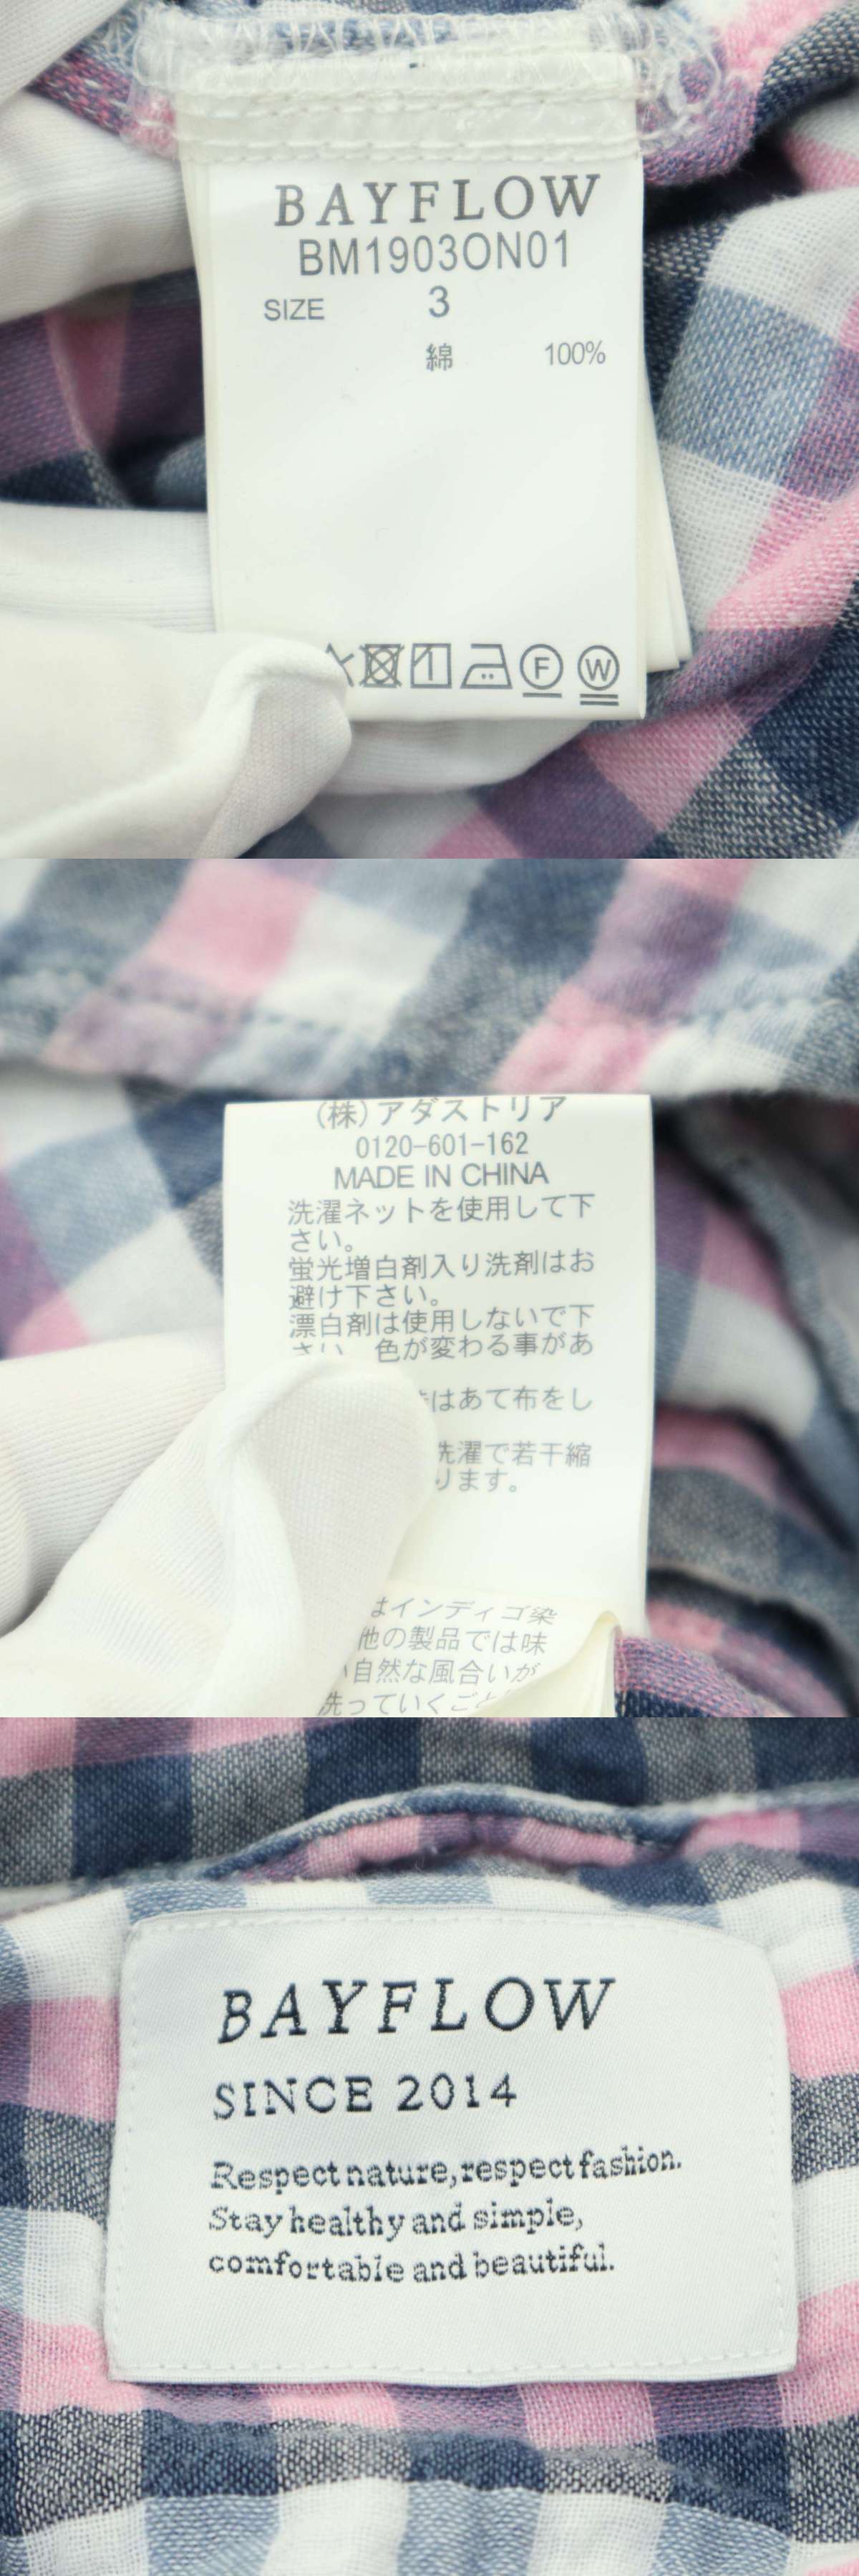 BAYFLOW
BM1903ON01
SIZE 3
綿 100%
F W
(株)アダストリア
0120-601-162
MADE IN CHINA
洗濯ネットを使用して下
さい。
蛍光増白剤入り洗剤はお
避け下さい。
漂白剤は使用しないで下
さい 色が変わる事があ
はあて布をし
洗濯で若干縮
ります。
はインディゴ染
他の製品では味
い自然な風合いが
洗っていくごと
BAYFLOW
SINCE 2014
Respect nature, respect fashion.
Stay healthy and simple,
comfortable and beautiful.